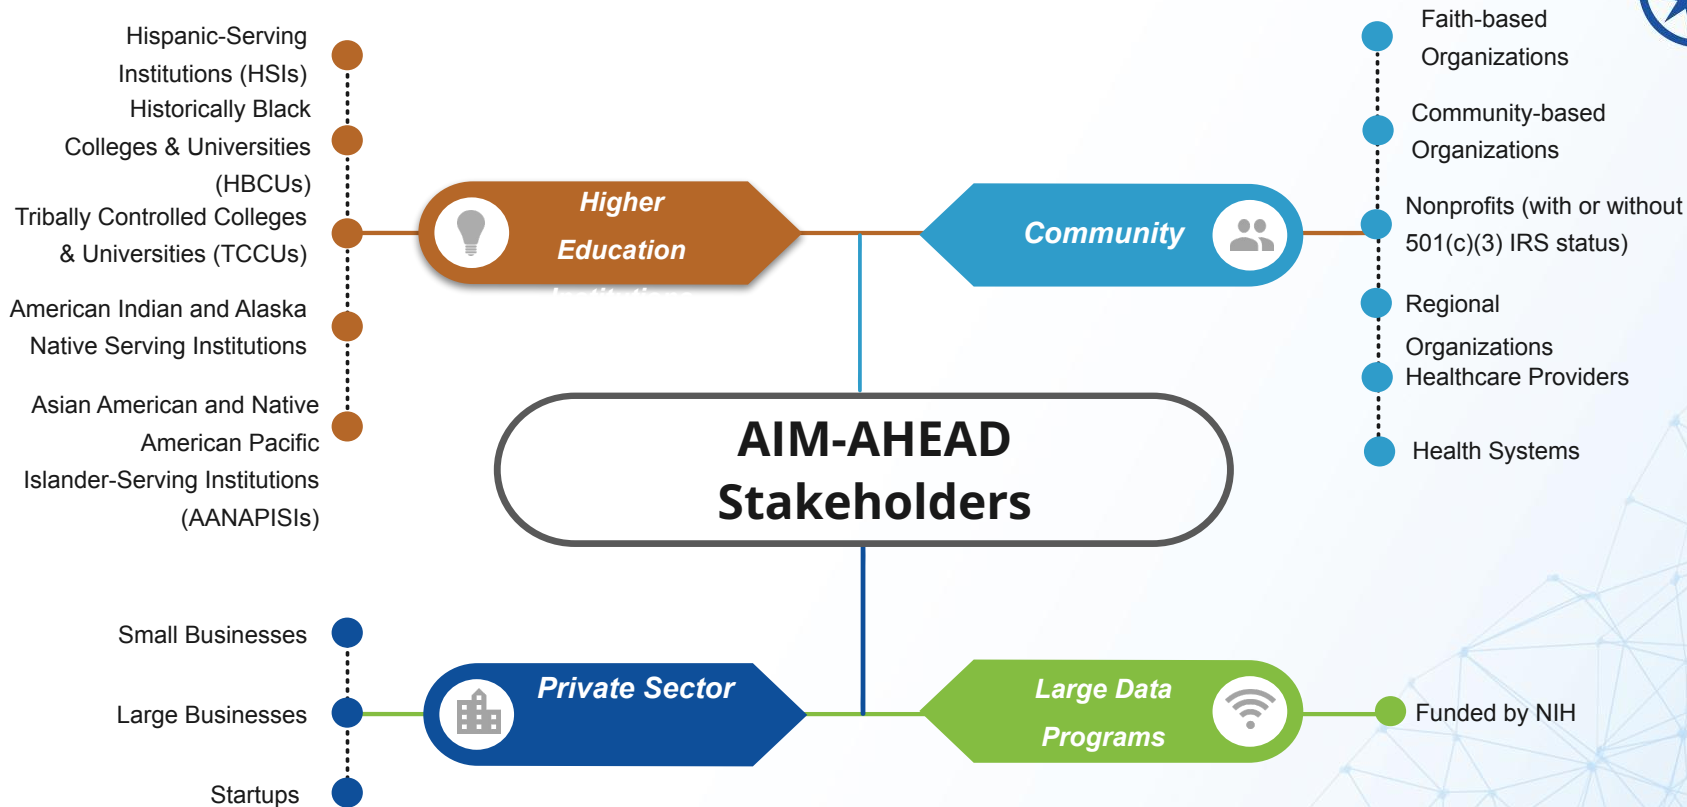 Hispanic-Serving
Institutions (HSIs)
Historically Black
Colleges & Universities
(HBCUs)
Tribally Controlled Colleges
& Universities (TCCUs)
American Indian and Alaska
Native Serving Institutions
Asian American and Native
American Pacific
Islander-Serving Institutions
(AANAPISIs)
Higher
Education
Institutions
Community
Faith-based
Organizations
Community-based
Organizations
Nonprofits (with or without
501(c)(3) IRS status)
Regional
Organizations
Healthcare Providers
Health Systems
AIM-AHEAD
Stakeholders
Small Businesses
Large Businesses
Startups
Private Sector
Large Data
Programs
Funded by NIH